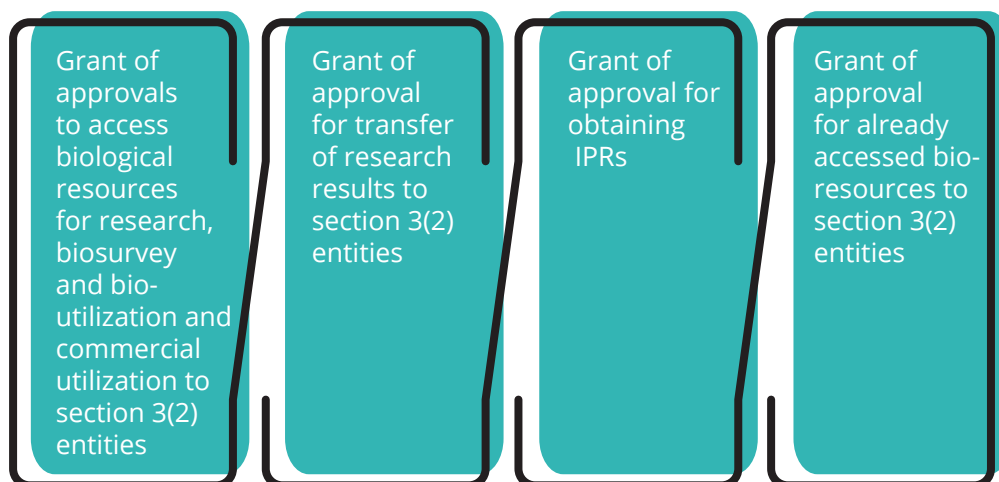 Grant of
approvals
to access
biological
resources
for research,
biosurvey
and bio-
utilization and
commercial
utilization to
section 3(2)
entities
Grant of
approval
for transfer
of research
results to
section 3(2)
entities
Grant of
approval for
obtaining
IPRs
Grant of
approval
for already
accessed bio-
resources to
section 3(2)
entities